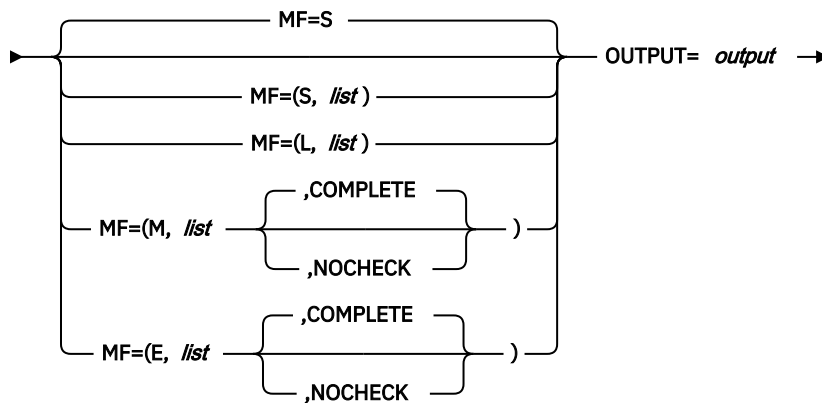 MF=S
OUTPUT= output
MF=(S, list )
MF=(L, list )
,COMPLETE
MF=(M, list )
,NOCHECK
,COMPLETE
MF=(E, list )
,NOCHECK